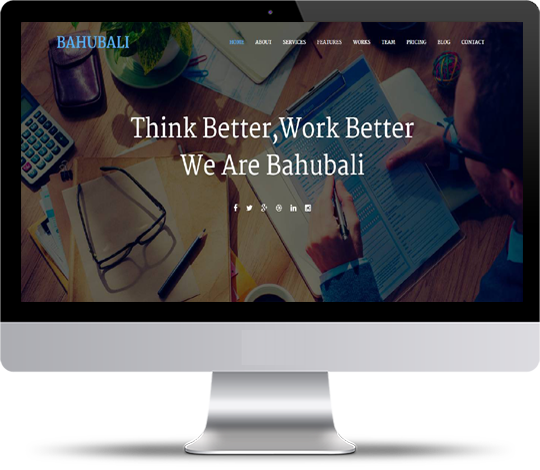 BAHUBALI
HOME ABOUT SERVICES FEATURES WORKS TEAM PRICING BLOG CONTACT
Think Better,Work Better
We Are Bahubali